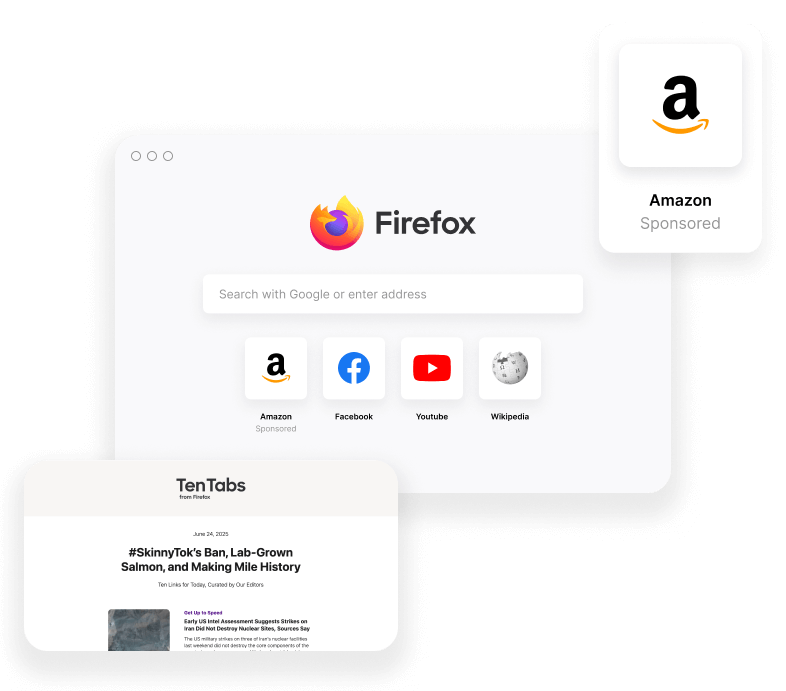 a
Amazon
Sponsored
Firefox
Search with Google or enter address
a
Amazon
Sponsored
Facebook
Youtube
Wikipedia
TenTabs
from Firefox
June 24, 2025
#SkinnyTok's Ban, Lab-Grown
Salmon, and Making Mile History
Ten Links for Today, Curated by Our Editors
Get Up to Speed
Early US Intel Assessment Suggests Strikes on
Iran Did Not Destroy Nuclear Sites, Sources Say
The US military strikes on three of Iran's nuclear facilities
last weekend did not destroy the core components of the